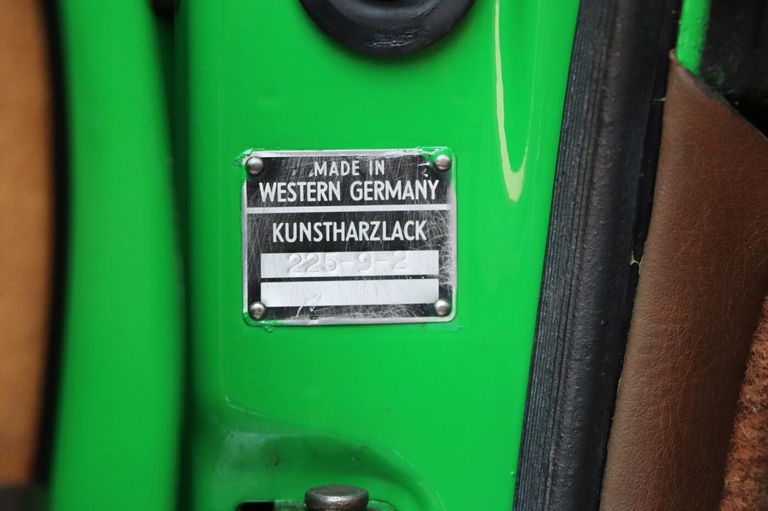 MADE IN
WESTERN GERMANY
KUNSTHARZLACK
225-9-2